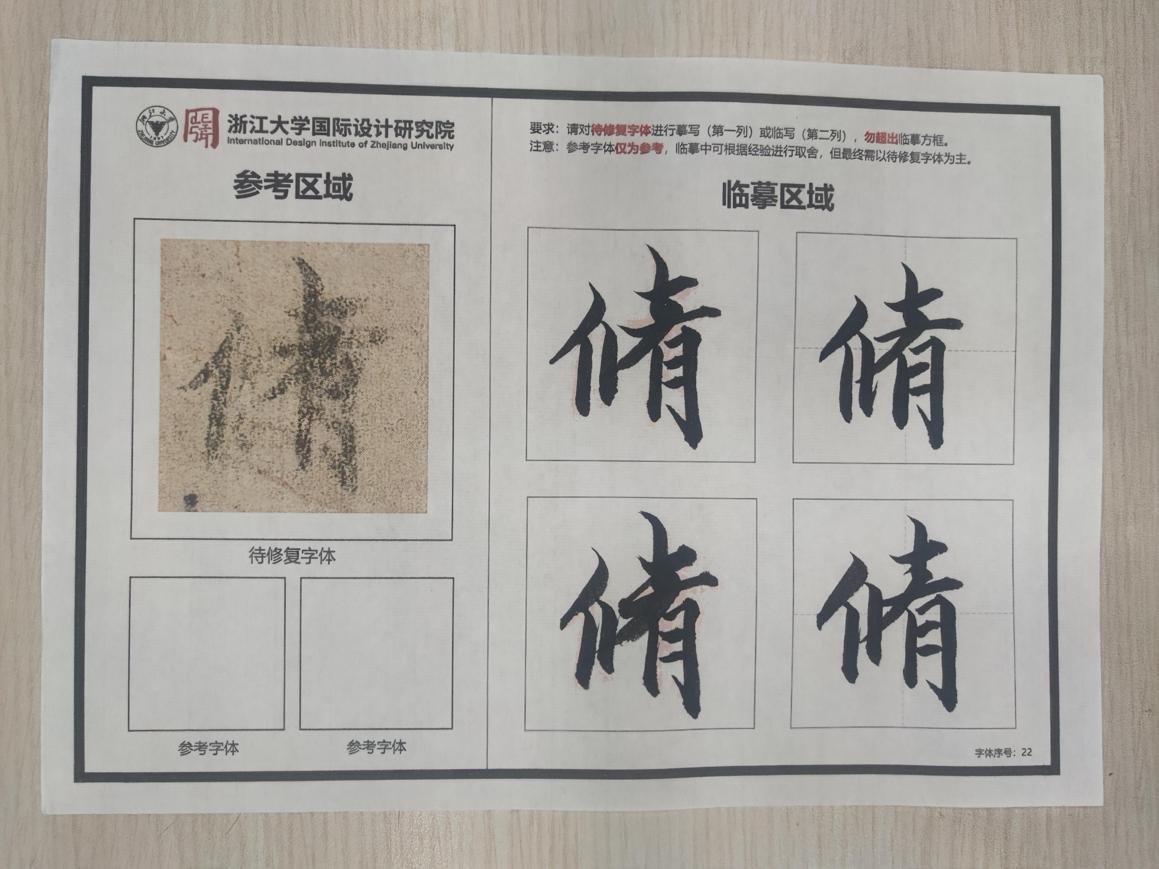 浙江大学国际设计研究院
International Design Institute of Zhejiang University
参考区域
脩
待修复字体
参考字体 参考字体
要求：请对待修复字体进行摹写（第一列）或临写（第二列），勿超出临摹方框。
注意：参考字体仅为参考，临摹中可根据经验进行取舍，但最终需以待修复字体为主。
临摹区域
脩 脩
脩 脩
字体序号：22